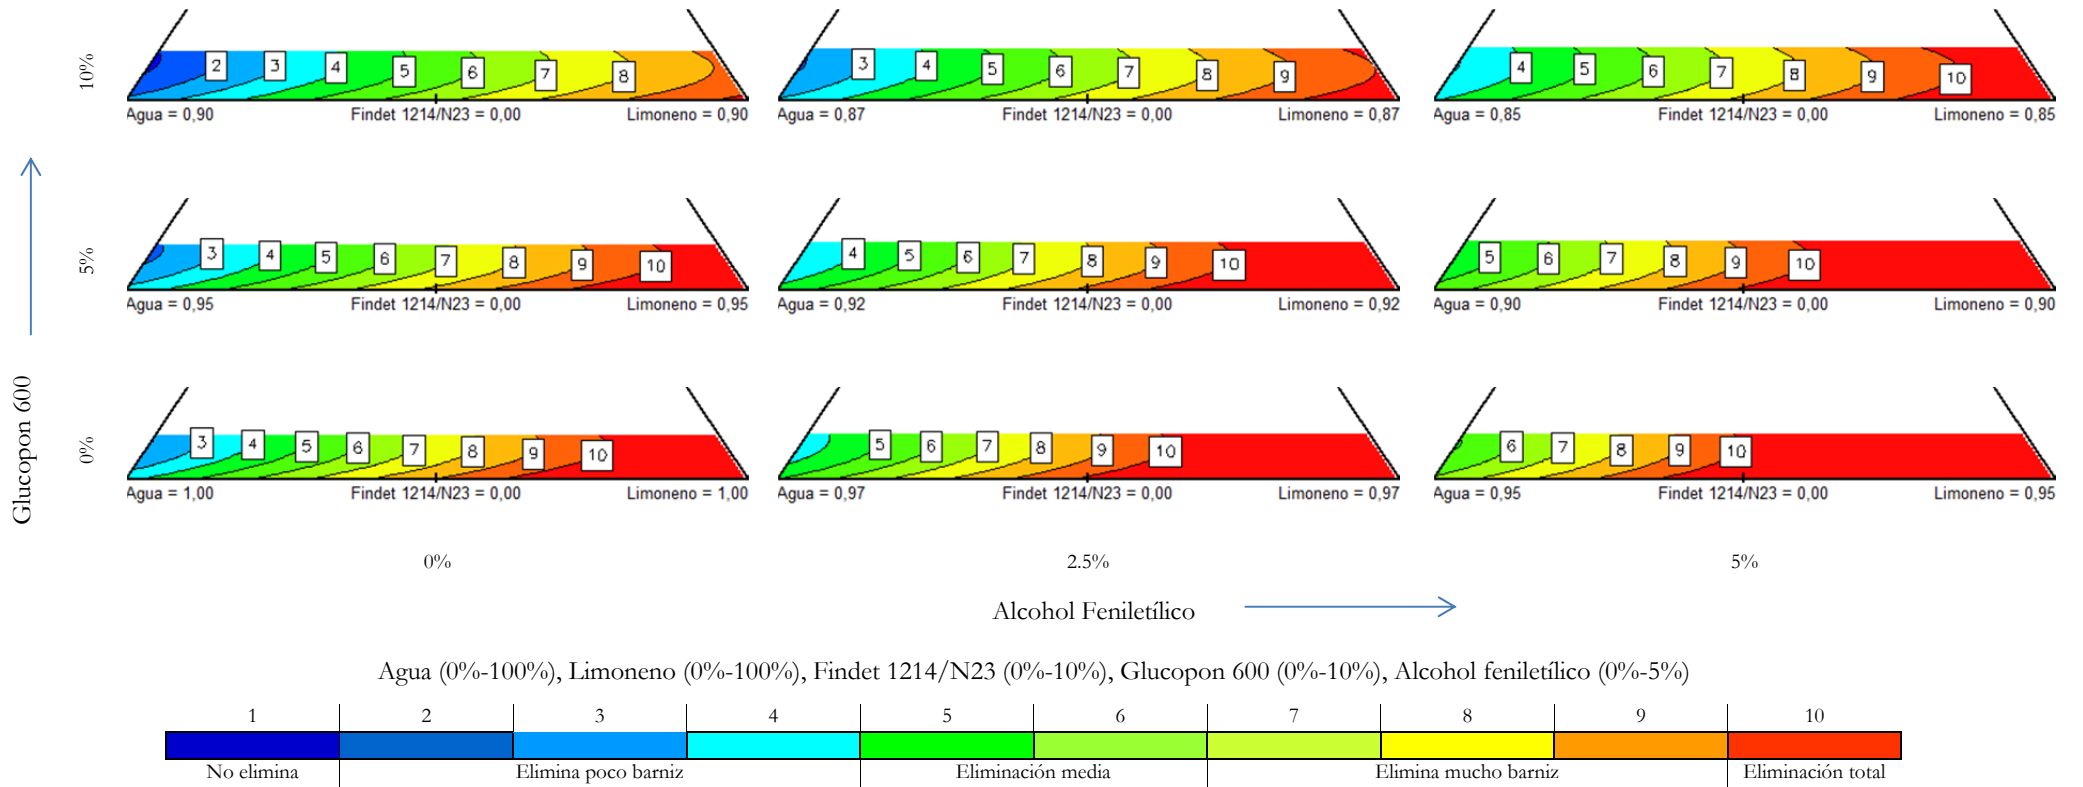 10%
2 3 4 5 6 7 8
Agua = 0,90 Findet 1214/N23 = 0,00 Limoneno = 0,90
3 4 5 6 7 8 9
Agua = 0,87 Findet 1214/N23 = 0,00 Limoneno = 0,87
4 5 6 7 8 9 10
Agua = 0,85 Findet 1214/N23 = 0,00 Limoneno = 0,85
5%
3 4 5 6 7 8 9 10
Agua = 0,95 Findet 1214/N23 = 0,00 Limoneno = 0,95
4 5 6 7 8 9 10
Agua = 0,92 Findet 1214/N23 = 0,00 Limoneno = 0,92
5 6 7 8 9 10
Agua = 0,90 Findet 1214/N23 = 0,00 Limoneno = 0,90
Glucopon 600
0%
3 4 5 6 7 8 9 10
Agua = 1,00 Findet 1214/N23 = 0,00 Limoneno = 1,00
5 6 7 8 9 10
Agua = 0,97 Findet 1214/N23 = 0,00 Limoneno = 0,97
6 7 8 9 10
Agua = 0,95 Findet 1214/N23 = 0,00 Limoneno = 0,95
0% 2.5% 5%
Alcohol Feniletílico
Agua (0%-100%), Limoneno (0%-100%), Findet 1214/N23 (0%-10%), Glucopon 600 (0%-10%), Alcohol feniletílico (0%-5%)
1 2 3 4 5 6 7 8 9 10
No elimina Elimina poco barniz Eliminación media Elimina mucho barniz Eliminación total